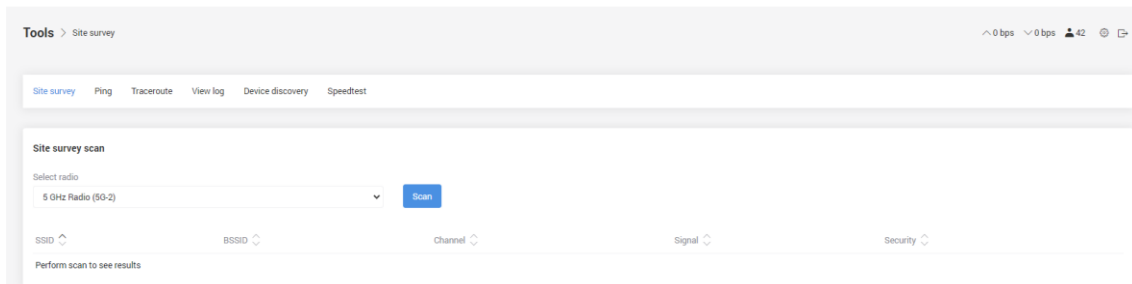 Tools > Site survey
0 bps 0 bps 42
Site survey Ping Traceroute View log Device discovery Speedtest
Site survey scan
Select radio
5 GHz Radio (5G-2)
Scan
SSID BSSID Channel Signal Security
Perform scan to see results